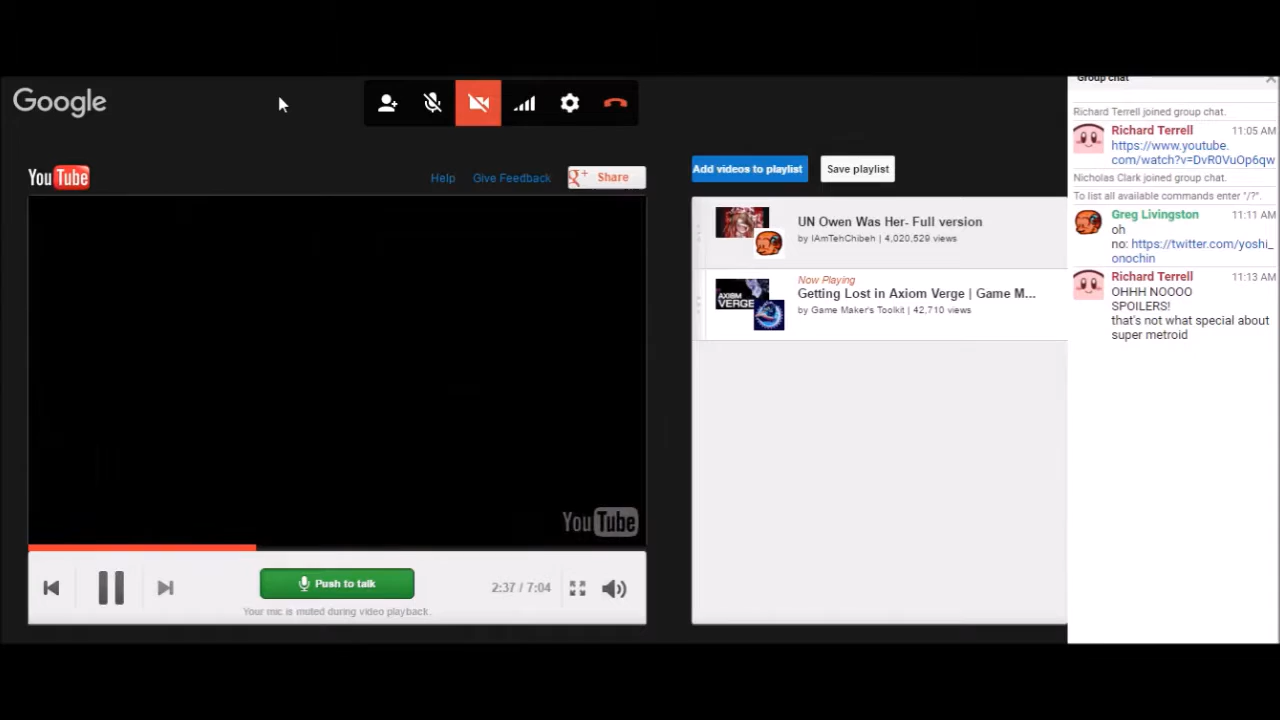 Google
YouTube
Help
Give Feedback
g+ Share
YouTube
Push to talk
2:37 / 7:04
Your mic is muted during video playback.
Add videos to playlist
Save playlist
UN Owen Was Her- Full version
by IAmTehChibeh | 4,020,529 views
AXIOM
VERGE
Now Playing
Getting Lost in Axiom Verge | Game M...
by Game Maker's Toolkit | 42,710 views
Group chat
Richard Terrell joined group chat.
Richard Terrell 11:05 AM
https://www.youtube.
com/watch?v=DvR0VuOp6qw
Nicholas Clark joined group chat.
To list all available commands enter "/?".
Greg Livingston 11:11 AM
oh
no: https://twitter.com/yoshi_
onochin
Richard Terrell 11:13 AM
OHHH NOOOO
SPOILERS!
that's not what special about
super metroid